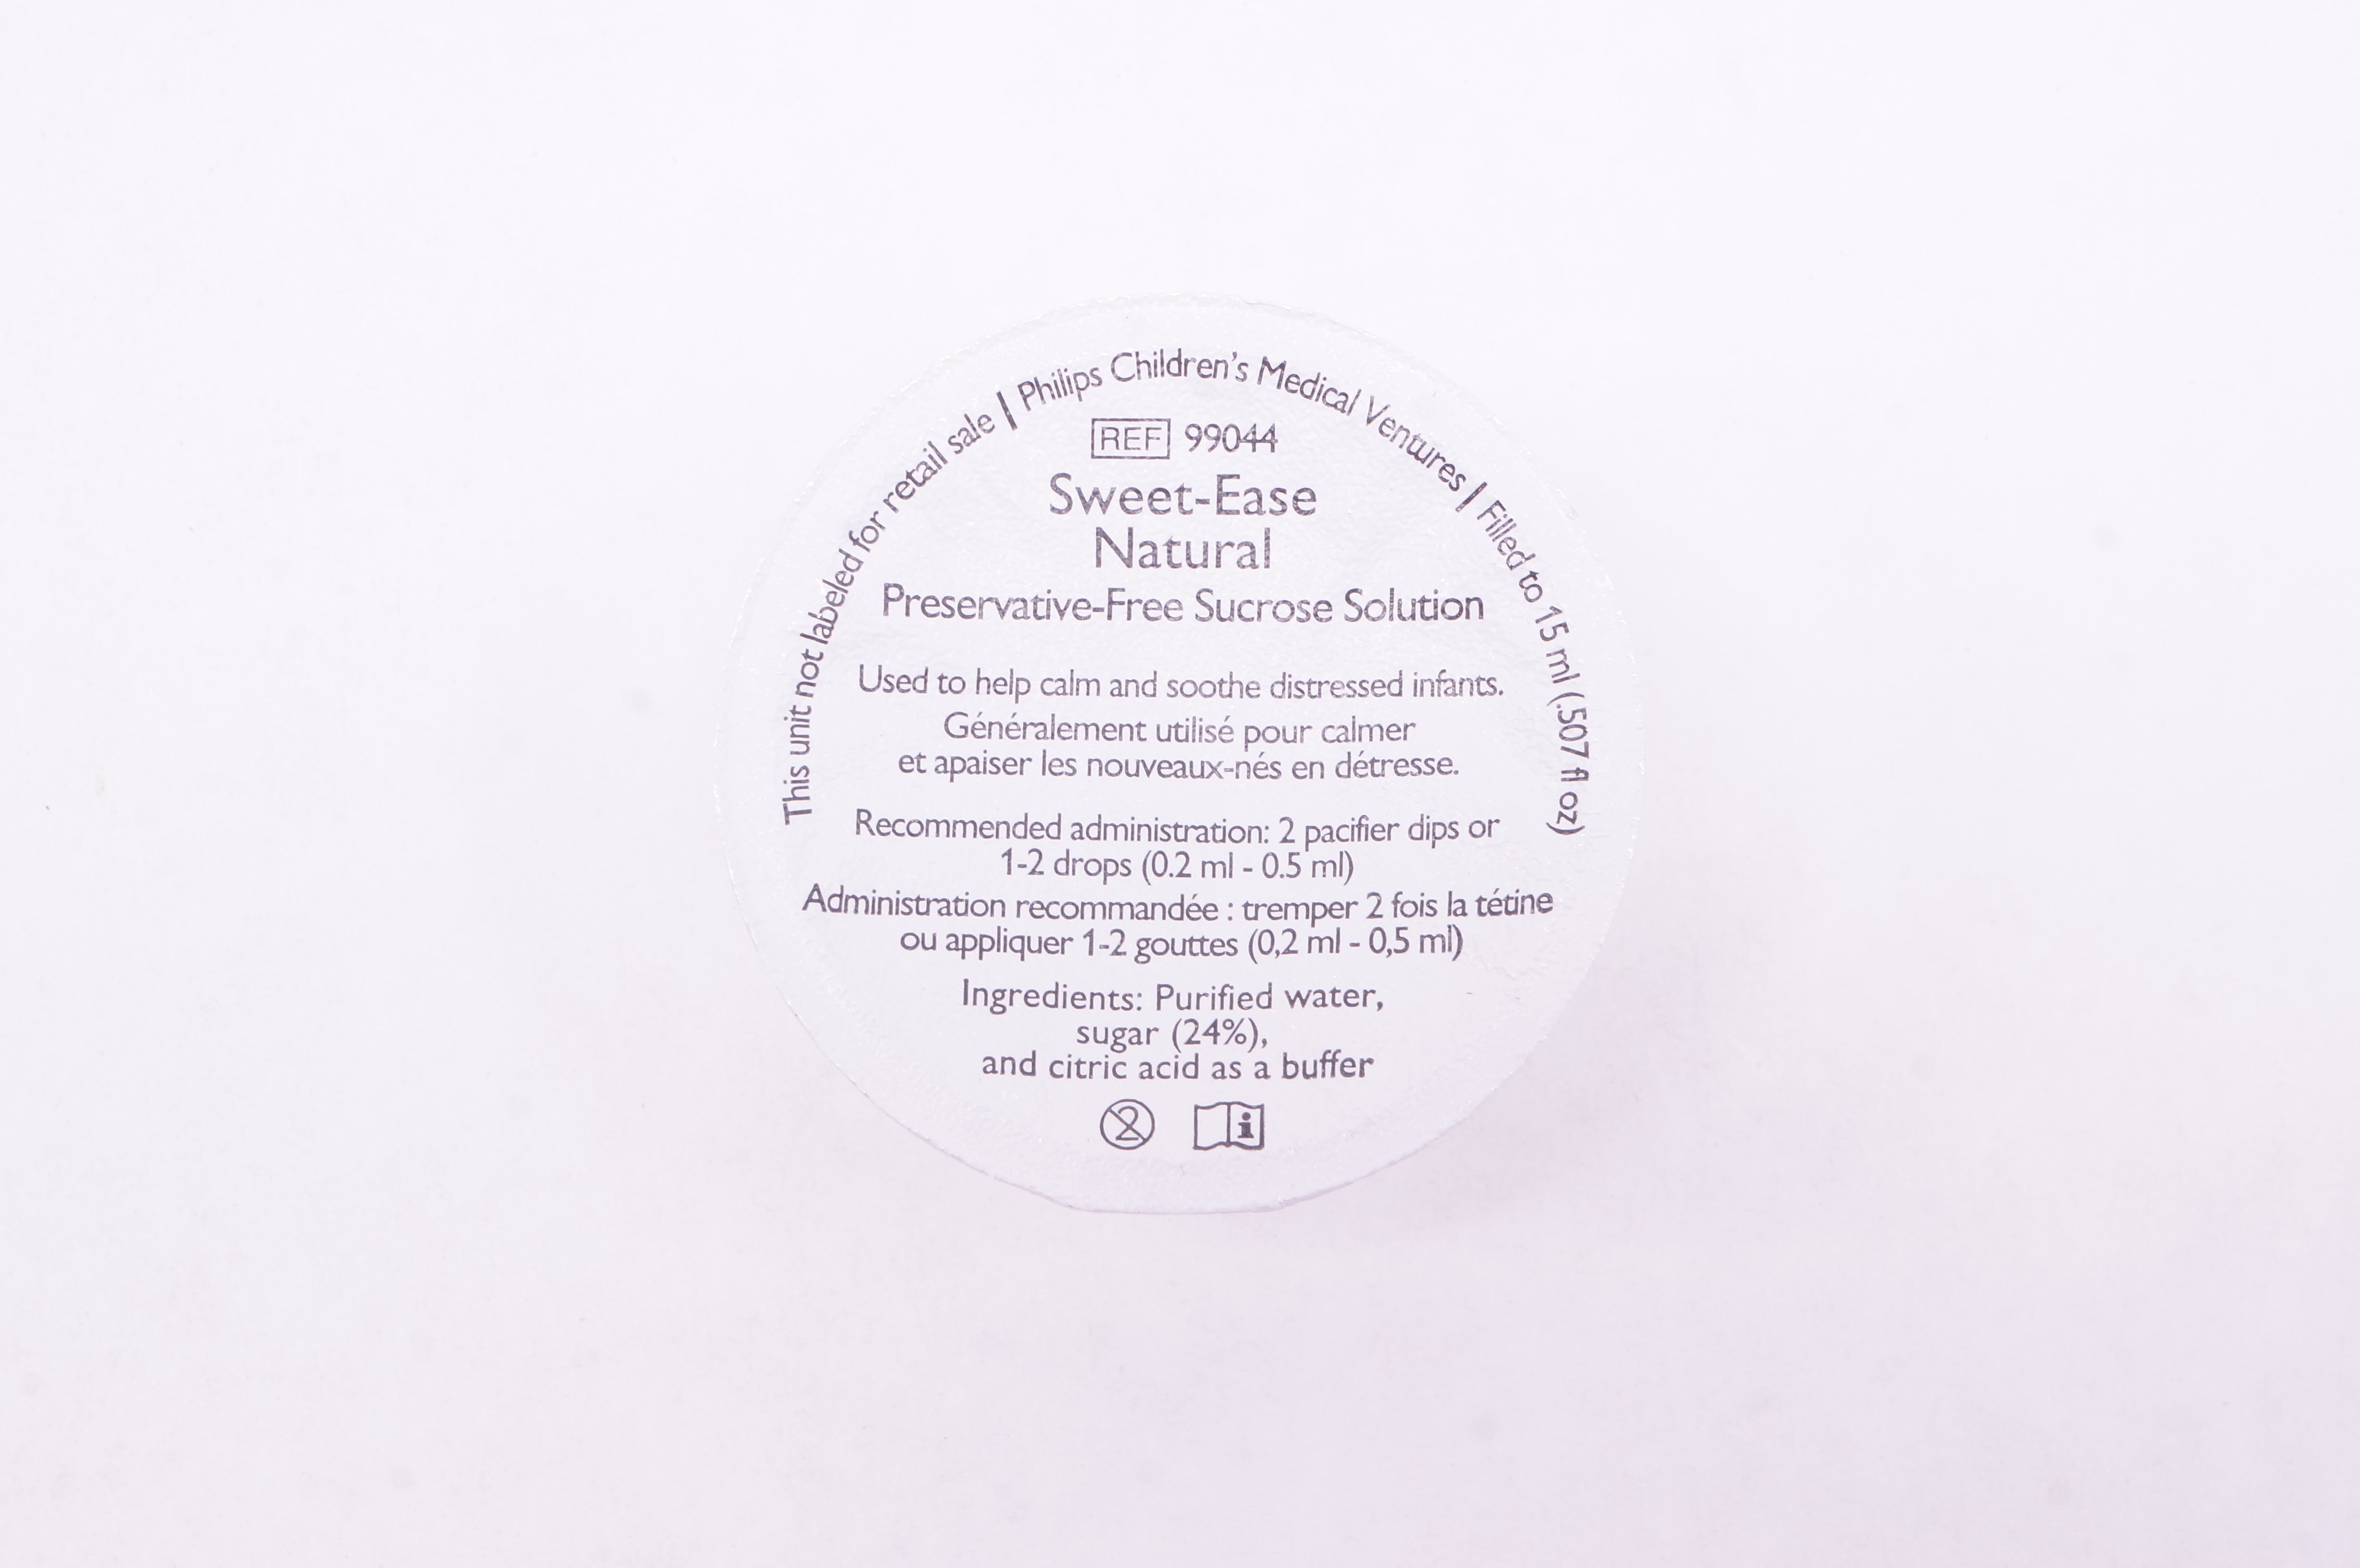 This unit not labeled for retail sale | Philips Children's Medical Ventures | Filled to 15 ml (.507 fl oz)
REF 99044
Sweet-Ease
Natural
Preservative-Free Sucrose Solution
Used to help calm and soothe distressed infants.
Généralement utilisé pour calmer
et apaiser les nouveaux-nés en détresse.
Recommended administration: 2 pacifier dips or
1-2 drops (0.2 ml - 0.5 ml)
Administration recommandée : tremper 2 fois la tétine
ou appliquer 1-2 gouttes (0,2 ml - 0,5 ml)
Ingredients: Purified water,
sugar (24%),
and citric acid as a buffer
2 i